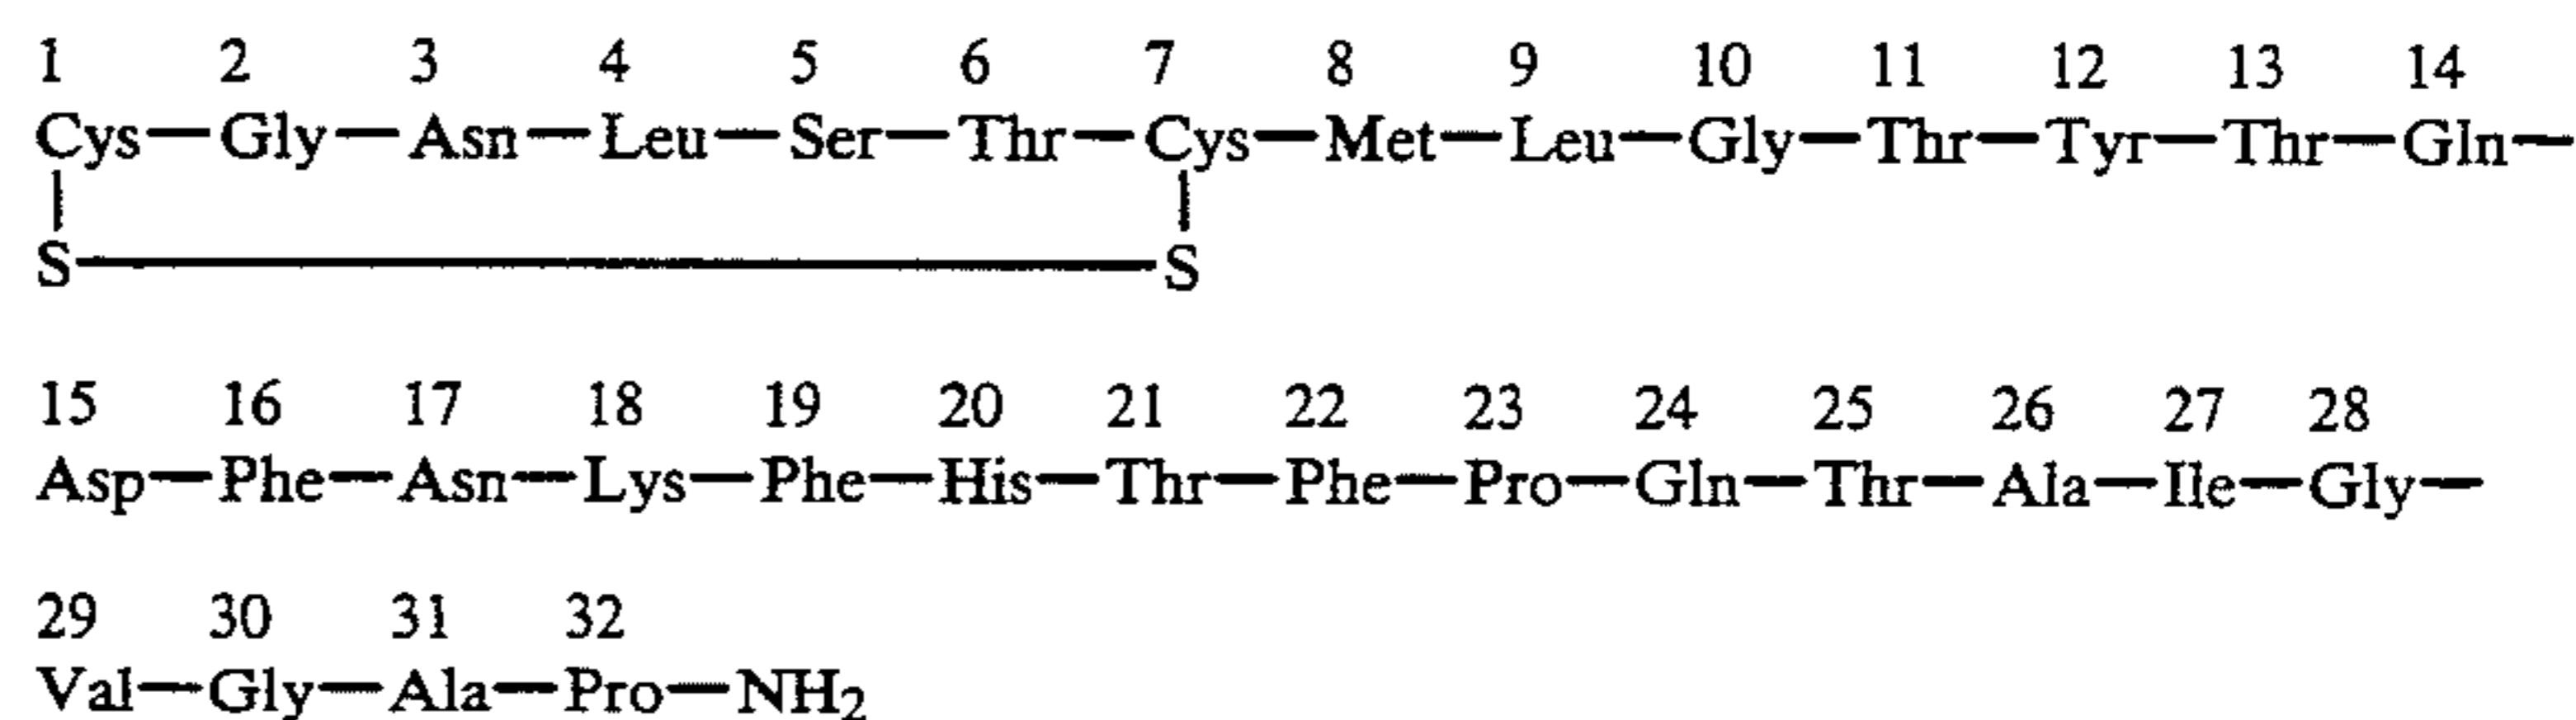 1 2 3 4 5 6 7 8 9 10 11 12 13 14
Cys—Gly—Asn—Leu—Ser—Thr—Cys—Met—Leu—Gly—Thr—Tyr—Thr—Gln—
S S
15 16 17 18 19 20 21 22 23 24 25 26 27 28
Asp—Phe—Asn—Lys—Phe—His—Thr—Phe—Pro—Gln—Thr—Ala—Ile—Gly—
29 30 31 32
Val—Gly—Ala—Pro—NH₂